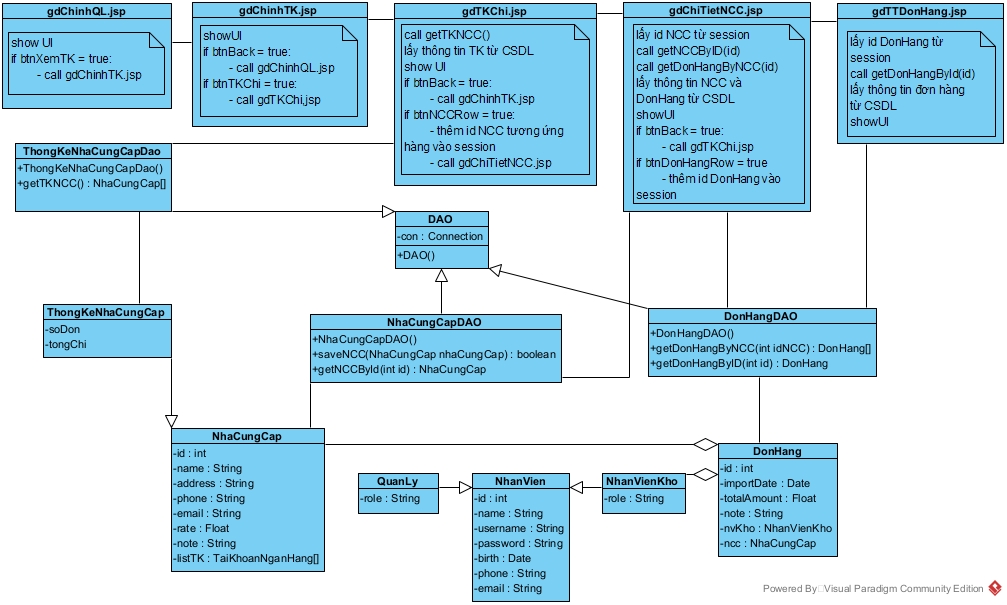 gdChinhQL.jsp
show UI
if btnXemTK = true:
- call gdChinhTK.jsp
gdChinhTK.jsp
showUI
if btnBack = true:
- call gdChinhQL.jsp
if btnTKChi = true:
- call gdTKChi,jsp
gdTKChi.jsp
call getTKNCC()
lấy thông tin TK từ CSDL
show UI
if btnBack = true:
- call gdChinhTK.jsp
if btnNCCRow = true:
- thêm id NCC tương ứng
hàng vào session
- call gdChiTietNCC.jsp
gdChiTietNCC.jsp
lấy id NCC từ session
call getNCCByID(id)
call getDonHangByNCC(id)
lấy thông tin NCC và
DonHang từ CSDL
showUI
if btnBack = true:
- call gdTKChi.jsp
if btnDonHangRow = true
- thêm id DonHang vào
session
gdTTDonHang.jsp
lấy id DonHang từ
session
call getDonHangById(id)
lấy thông tin đơn hàng
từ CSDL
showUI
ThongKeNhaCungCapDao
+ThongKeNhaCungCapDao()
+getTKNCC() : NhaCungCap[]
DAO
-con : Connection
+DAO()
ThongKeNhaCungCap
-soDon
-tongChi
NhaCungCapDAO
+NhaCungCapDAO()
+saveNCC(NhaCungCap nhaCungCap) : boolean
+getNCCById(int id) : NhaCungCap
DonHangDAO
+DonHangDAO()
+getDonHangByNCC(int idNCC) : DonHang[]
+getDonHangByID(int id) : DonHang
NhaCungCap
-id : int
-name : String
-address : String
-phone : String
-email : String
-rate : Float
-note : String
-listTK : TaiKhoanNganHang[]
QuanLy
-role : String
NhanVien
-id : int
-name : String
-username : String
-password : String
-birth : Date
-phone : String
-email : String
NhanVienKho
-role : String
DonHang
-id : int
-importDate : Date
-totalAmount : Float
-note : String
-nvKho : NhanVienKho
-ncc : NhaCungCap
Powered By Visual Paradigm Community Edition